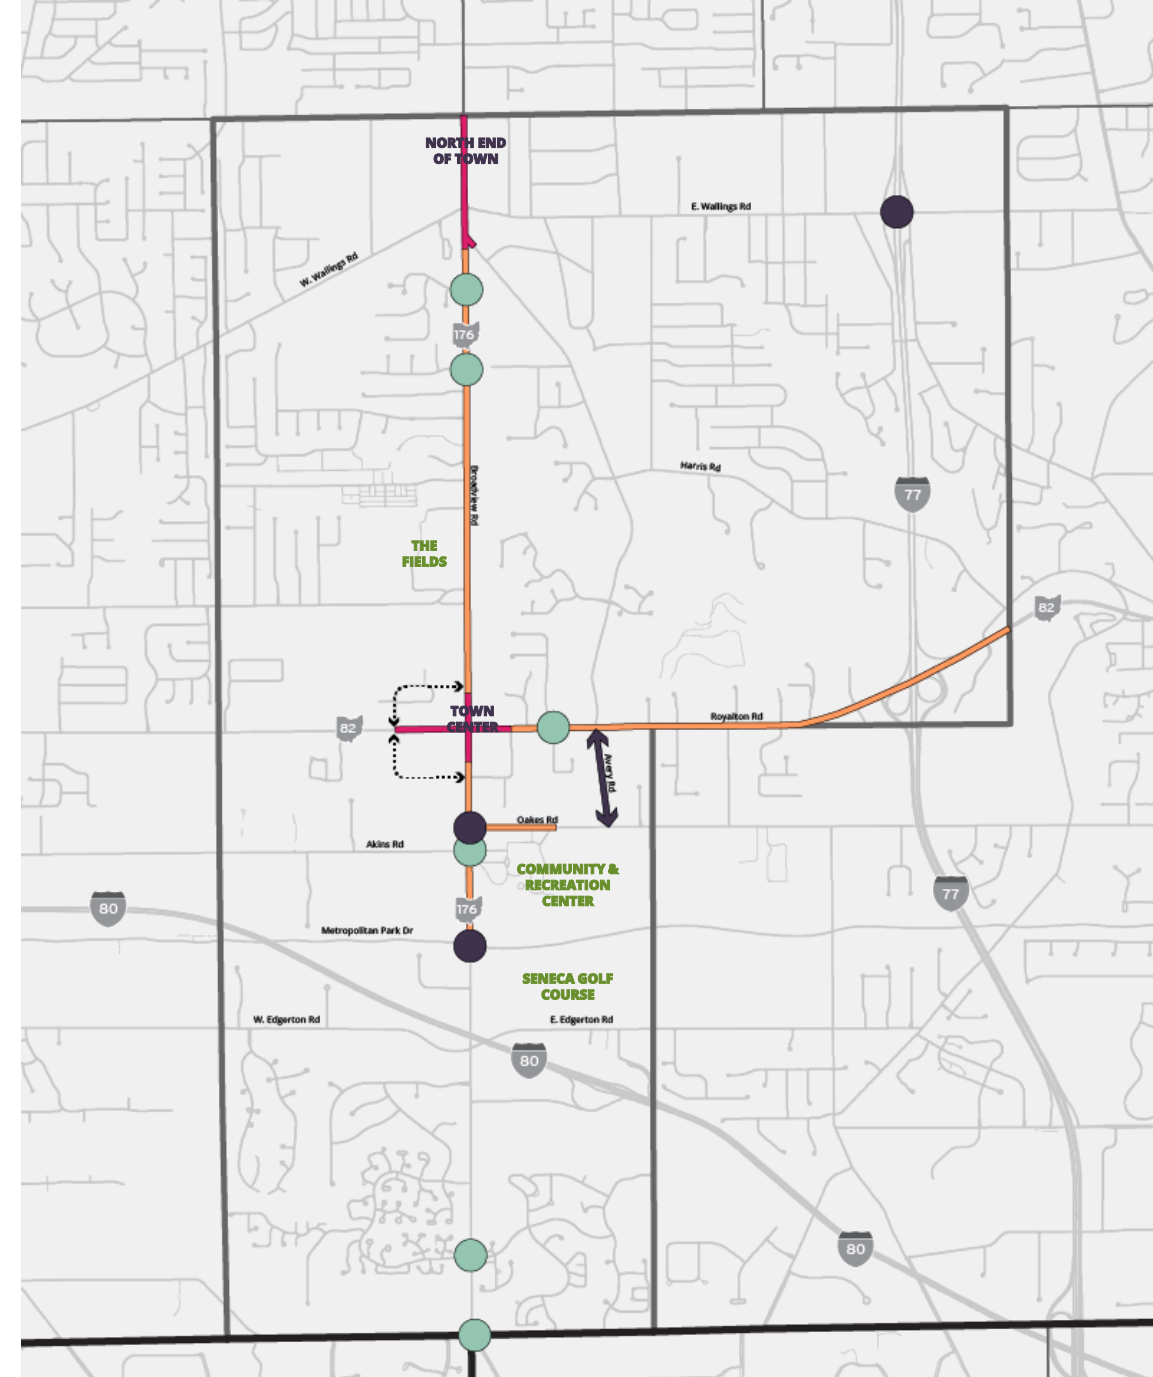 NORTH END
OF TOWN
E. Wallings Rd
W. Wallings Rd
176
Broadview Rd
Harris Rd
77
THE
FIELDS
82
TOWN
CENTER
82
Royalton Rd
Avery Rd
Oakes Rd
Akins Rd
COMMUNITY &
RECREATION
CENTER
77
80
176
Metropolitan Park Dr
SENECA GOLF
COURSE
W. Edgerton Rd
E. Edgerton Rd
80
80